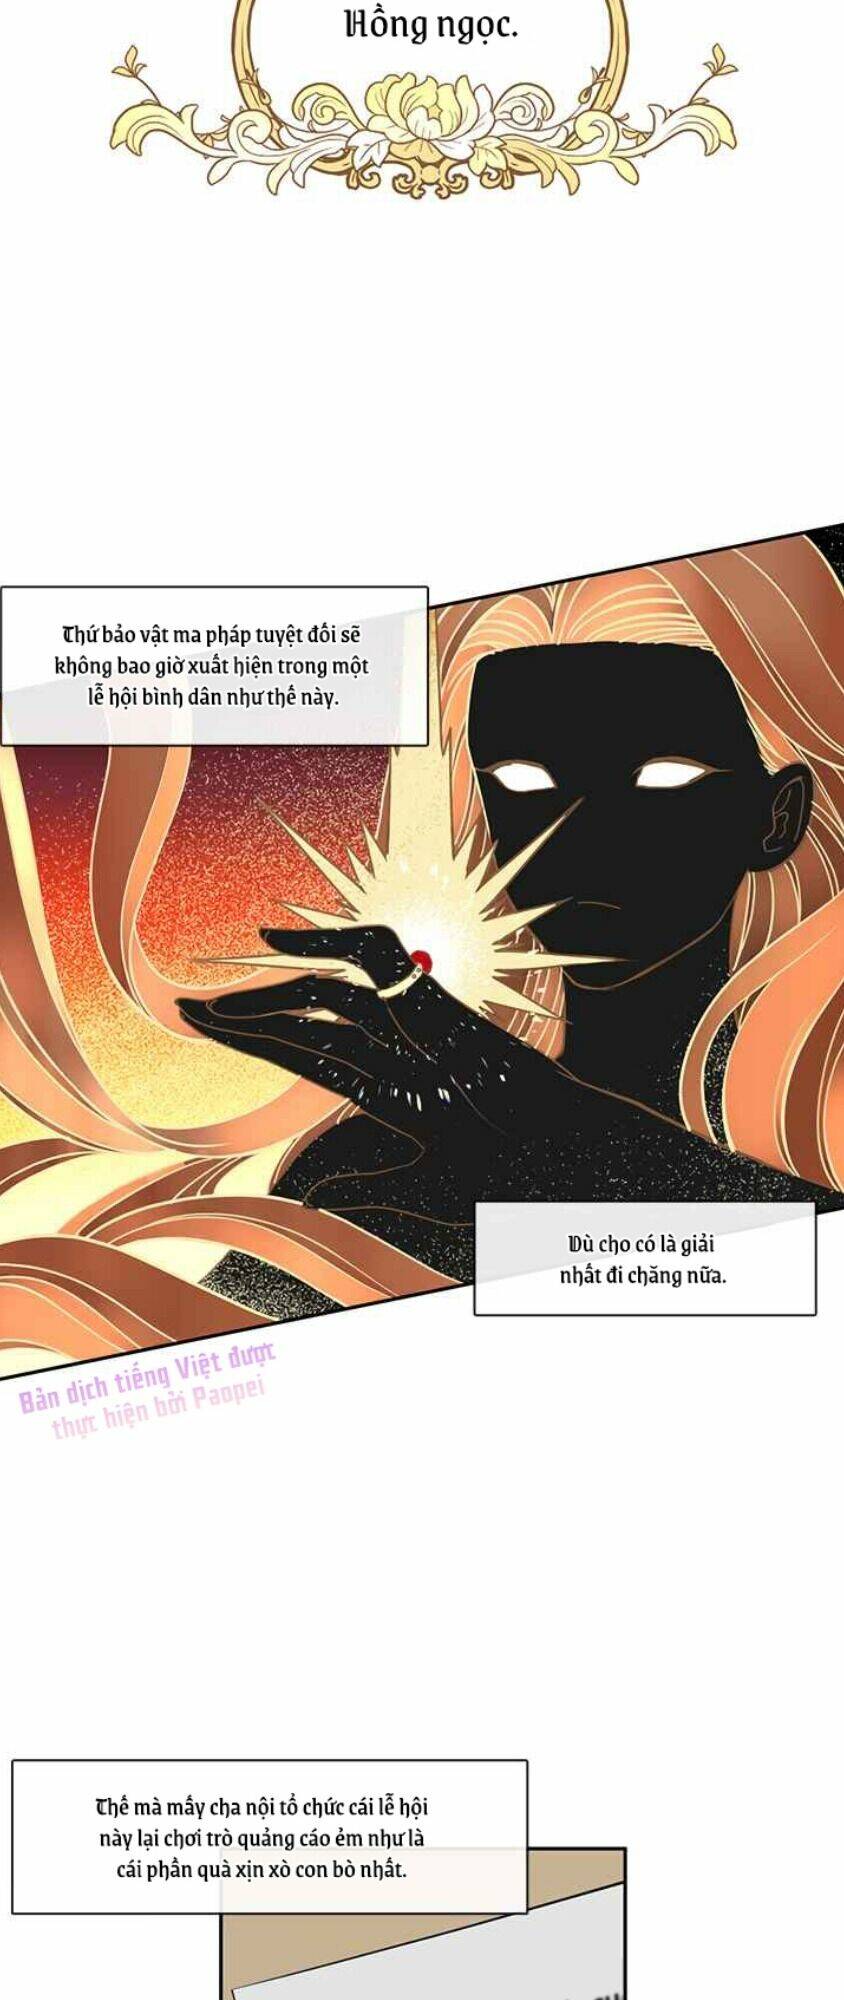 Hồng ngọc.
Thứ bảo vật ma pháp tuyệt đối sẽ
không bao giờ xuất hiện trong một
lễ hội bình dân như thế này.
Dù cho có là giải
nhất đi chăng nữa.
Bản dịch tiếng Việt được
thực hiện bởi Paopei
Thế mà mấy cha nội tổ chức cái lễ hội
này lại chơi trò quảng cáo ẻm như là
cái phần quà xịn xò con bò nhất.